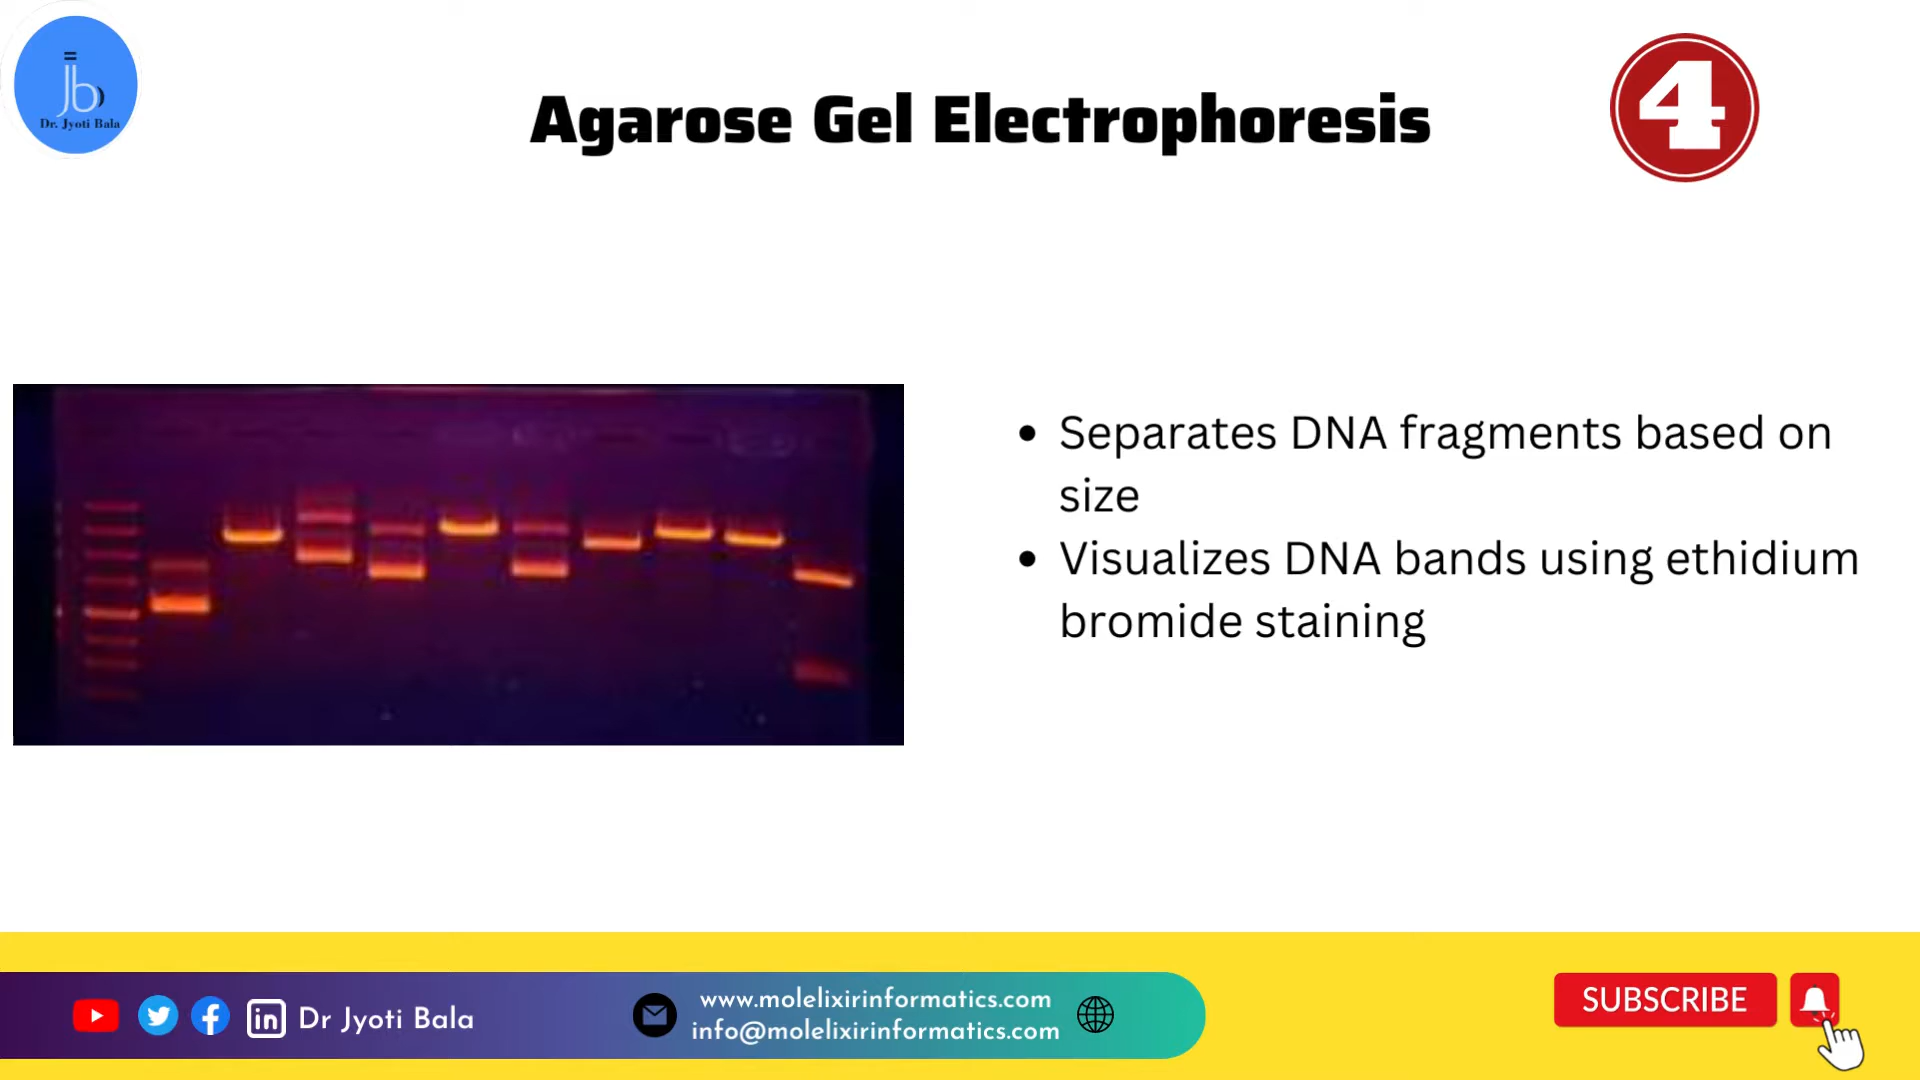 Dr. Jyoti Bala
Agarose Gel Electrophoresis
4
• Separates DNA fragments based on
size
• Visualizes DNA bands using ethidium
bromide staining
Dr Jyoti Bala
www.molelixirinformatics.com
info@molelixirinformatics.com
SUBSCRIBE